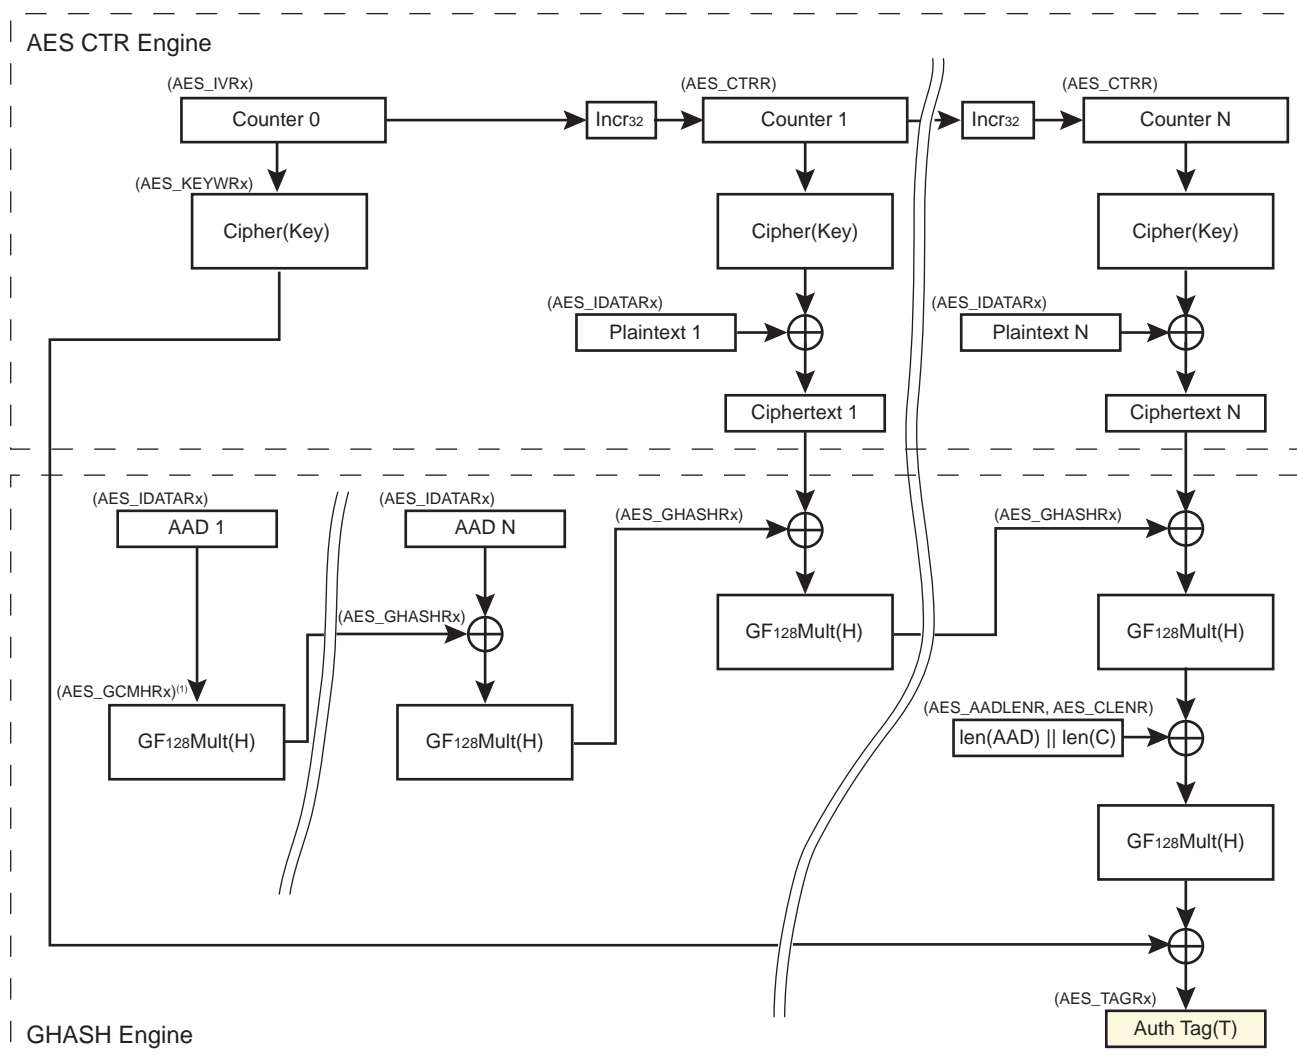 AES CTR Engine
(AES_IVRx)
(AES_CTRR)
(AES_CTRR)
Counter 0
Incr32
Counter 1
Incr32
Counter N
(AES_KEYWRx)
Cipher(Key)
Cipher(Key)
Cipher(Key)
(AES_IDATARx)
(AES_IDATARx)
Plaintext 1
Plaintext N
Ciphertext 1
Ciphertext N
(AES_IDATARx)
(AES_IDATARx)
AAD 1
AAD N
(AES_GHASHRx)
(AES_GHASHRx)
(AES_GHASHRx)
GF128Mult(H)
GF128Mult(H)
(AES_GCMHRx)(1)
GF128Mult(H)
GF128Mult(H)
(AES_AADLENR, AES_CLENR)
len(AAD) || len(C)
GF128Mult(H)
(AES_TAGRx)
Auth Tag(T)
GHASH Engine